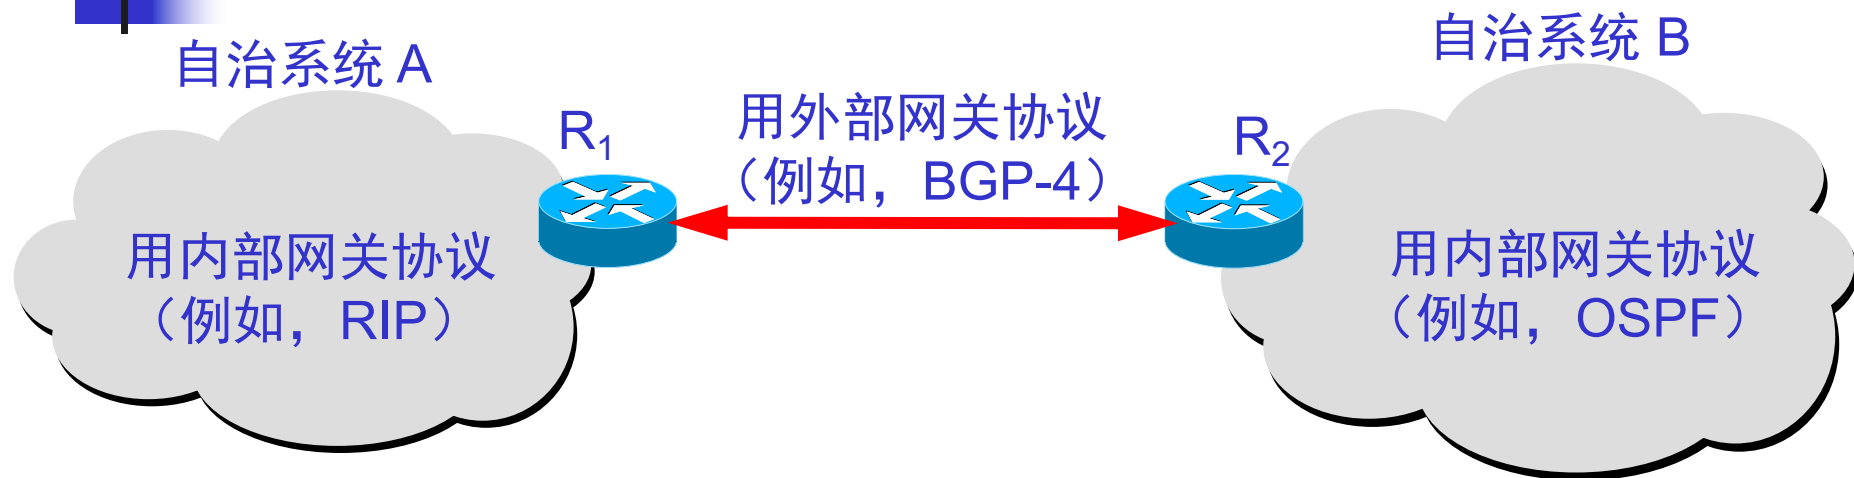 自治系统 A
自治系统 B
R1
用外部网关协议
（例如，BGP-4）
R2
用内部网关协议
（例如，RIP）
用内部网关协议
（例如，OSPF）